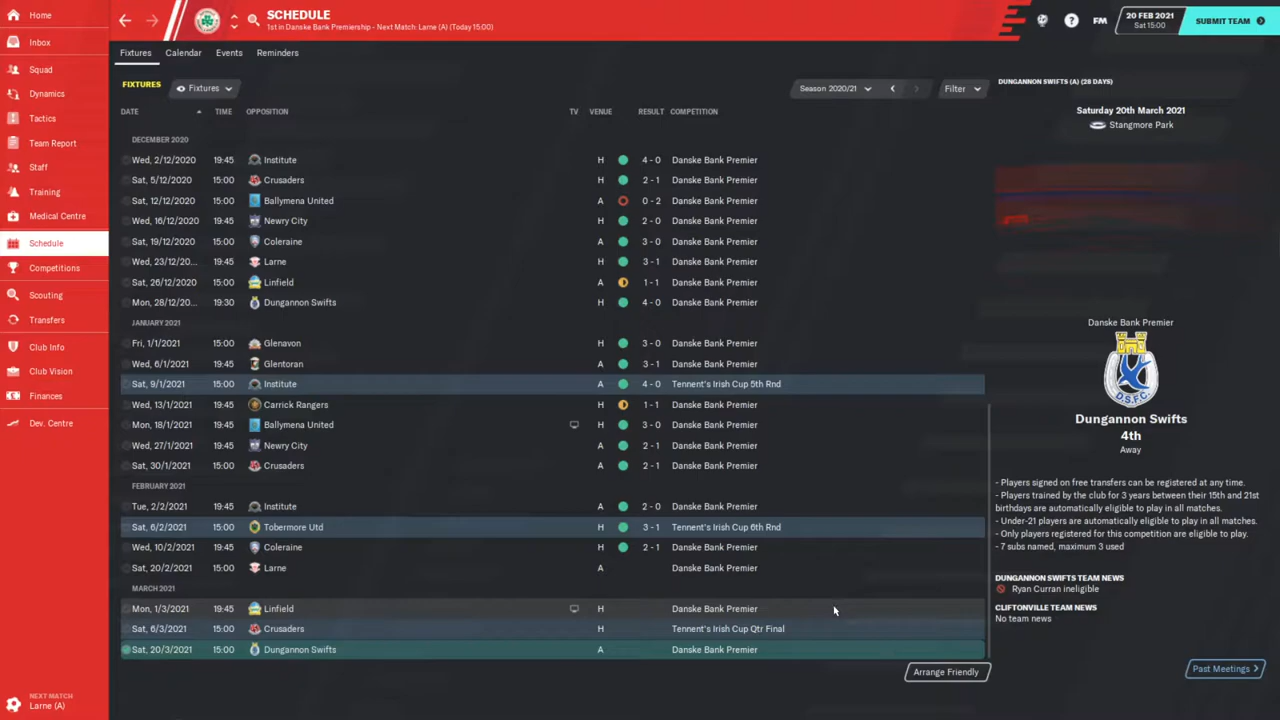 Home
Inbox
Squad
Dynamics
Tactics
Team Report
Staff
Training
Medical Centre
Schedule
Competitions
Scouting
Transfers
Club Info
Club Vision
Finances
Dev. Centre
NEXT MATCH
Larne (A)
SCHEDULE
1st in Danske Bank Premiership - Next Match: Larne (A) (Today 15:00)
?
FM
20 FEB 2021
Sat 15:00
SUBMIT TEAM
Fixtures Calendar Events Reminders
FIXTURES Fixtures Season 2020/21 Filter
DATE TIME OPPOSITION TV VENUE RESULT COMPETITION
DECEMBER 2020
Wed, 2/12/2020 19:45 Institute H 4 - 0 Danske Bank Premier
Sat, 5/12/2020 15:00 Crusaders H 2 - 1 Danske Bank Premier
Sat, 12/12/2020 15:00 Ballymena United A 0 - 2 Danske Bank Premier
Wed, 16/12/2020 19:45 Newry City H 2 - 0 Danske Bank Premier
Sat, 19/12/2020 15:00 Coleraine A 3 - 0 Danske Bank Premier
Wed, 23/12/20... 19:45 Larne H 3 - 1 Danske Bank Premier
Sat, 26/12/2020 15:00 Linfield A 1 - 1 Danske Bank Premier
Mon, 28/12/20... 19:30 Dungannon Swifts H 4 - 0 Danske Bank Premier
JANUARY 2021
Fri, 1/1/2021 15:00 Glenavon H 3 - 0 Danske Bank Premier
Wed, 6/1/2021 19:45 Glentoran A 3 - 1 Danske Bank Premier
Sat, 9/1/2021 15:00 Institute A 4 - 0 Tennent's Irish Cup 5th Rnd
Wed, 13/1/2021 19:45 Carrick Rangers H 1 - 1 Danske Bank Premier
Mon, 18/1/2021 19:45 Ballymena United H 3 - 0 Danske Bank Premier
Wed, 27/1/2021 19:45 Newry City A 2 - 1 Danske Bank Premier
Sat, 30/1/2021 15:00 Crusaders A 2 - 1 Danske Bank Premier
FEBRUARY 2021
Tue, 2/2/2021 19:45 Institute A 2 - 0 Danske Bank Premier
Sat, 6/2/2021 15:00 Tobermore Utd H 3 - 1 Tennent's Irish Cup 6th Rnd
Wed, 10/2/2021 19:45 Coleraine H 2 - 1 Danske Bank Premier
Sat, 20/2/2021 15:00 Larne A Danske Bank Premier
MARCH 2021
Mon, 1/3/2021 19:45 Linfield H Danske Bank Premier
Sat, 6/3/2021 15:00 Crusaders H Tennent's Irish Cup Qtr Final
Sat, 20/3/2021 15:00 Dungannon Swifts A Danske Bank Premier
Arrange Friendly
DUNGANNON SWIFTS (A) (28 DAYS)
Saturday 20th March 2021
Stangmore Park
Danske Bank Premier
D.S.F.C.
Dungannon Swifts
4th
Away
- Players signed on free transfers can be registered at any time.
- Players trained by the club for 3 years between their 15th and 21st
birthdays are automatically eligible to play in all matches.
- Under-21 players are automatically eligible to play in all matches.
- Only players registered for this competition are eligible to play.
- 7 subs named, maximum 3 used
DUNGANNON SWIFTS TEAM NEWS
Ryan Curran ineligible
CLIFTONVILLE TEAM NEWS
No team news
Past Meetings